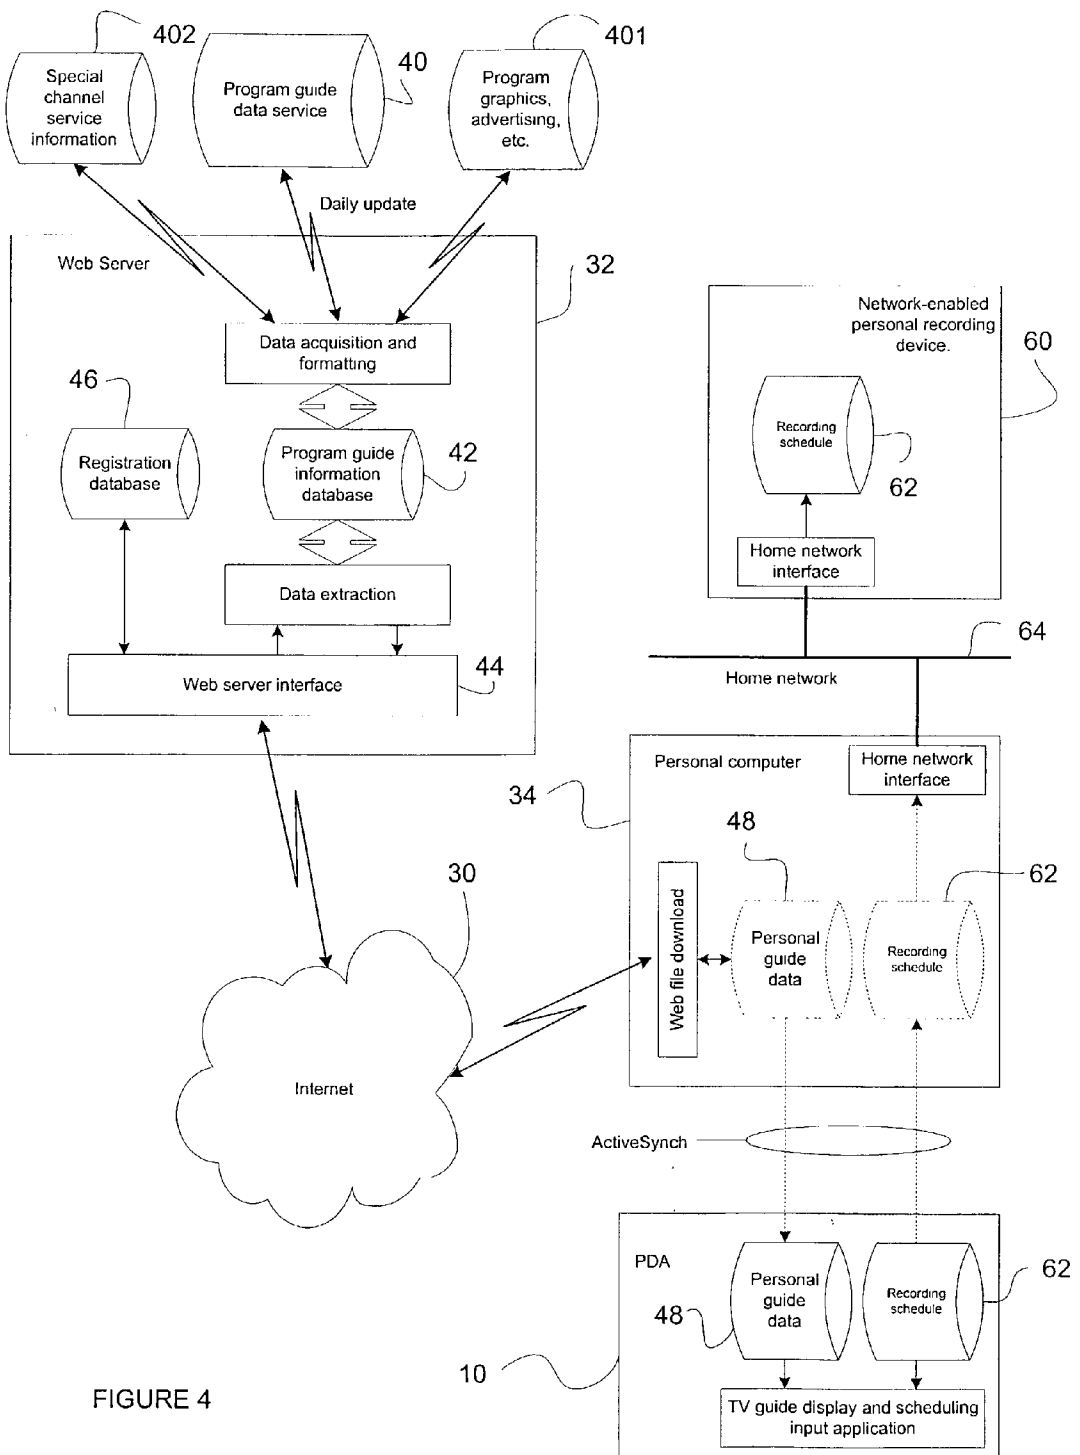 402
40
401
Special
channel
service
information
Program guide
data service
Program
graphics,
advertising,
etc.
Daily update
Web Server
32
Data acquisition and
formatting
46
Registration
database
Program guide
information
database
42
Data extraction
Web server interface
44
Network-enabled
personal recording
device.
60
Recording
schedule
62
Home network
interface
64
Home network
Personal computer
Home network
interface
34
48
62
Web file download
Personal
guide
data
Recording
schedule
30
Internet
ActiveSynch
PDA
Personal
guide
data
Recording
schedule
62
48
10
TV guide display and scheduling
input application
FIGURE 4